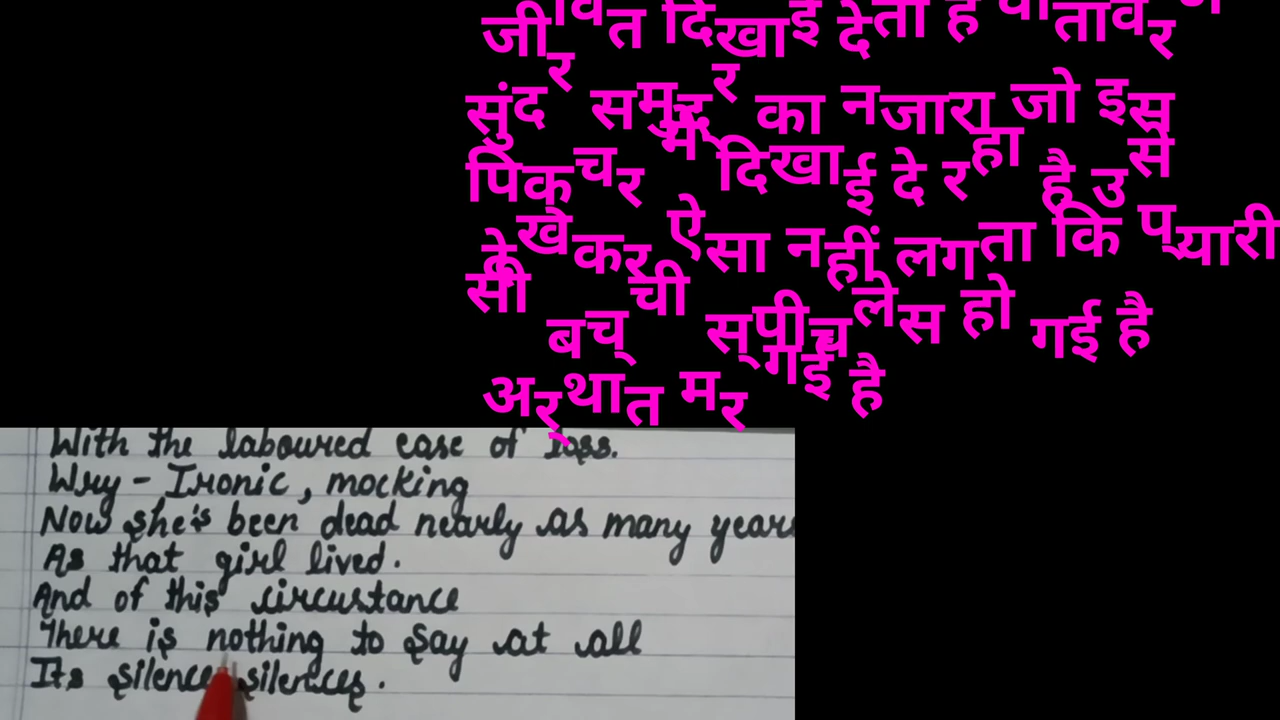 जीवित दिखाई देता है वातावरण
सुंदर समुद्र का नजारा जो इस
पिक्चर में दिखाई दे रहा है उसे
ऐसा नहीं लगता कि प्यारी
सी बच्ची स्पीचलेस हो गई है
अर्थात मर गई है
With the laboured ease of loss.
Wry - Ironic, mocking
Now she's been dead nearly as many years
As that girl lived.
And of this circustance
There is nothing to say at all
Its silence silences.